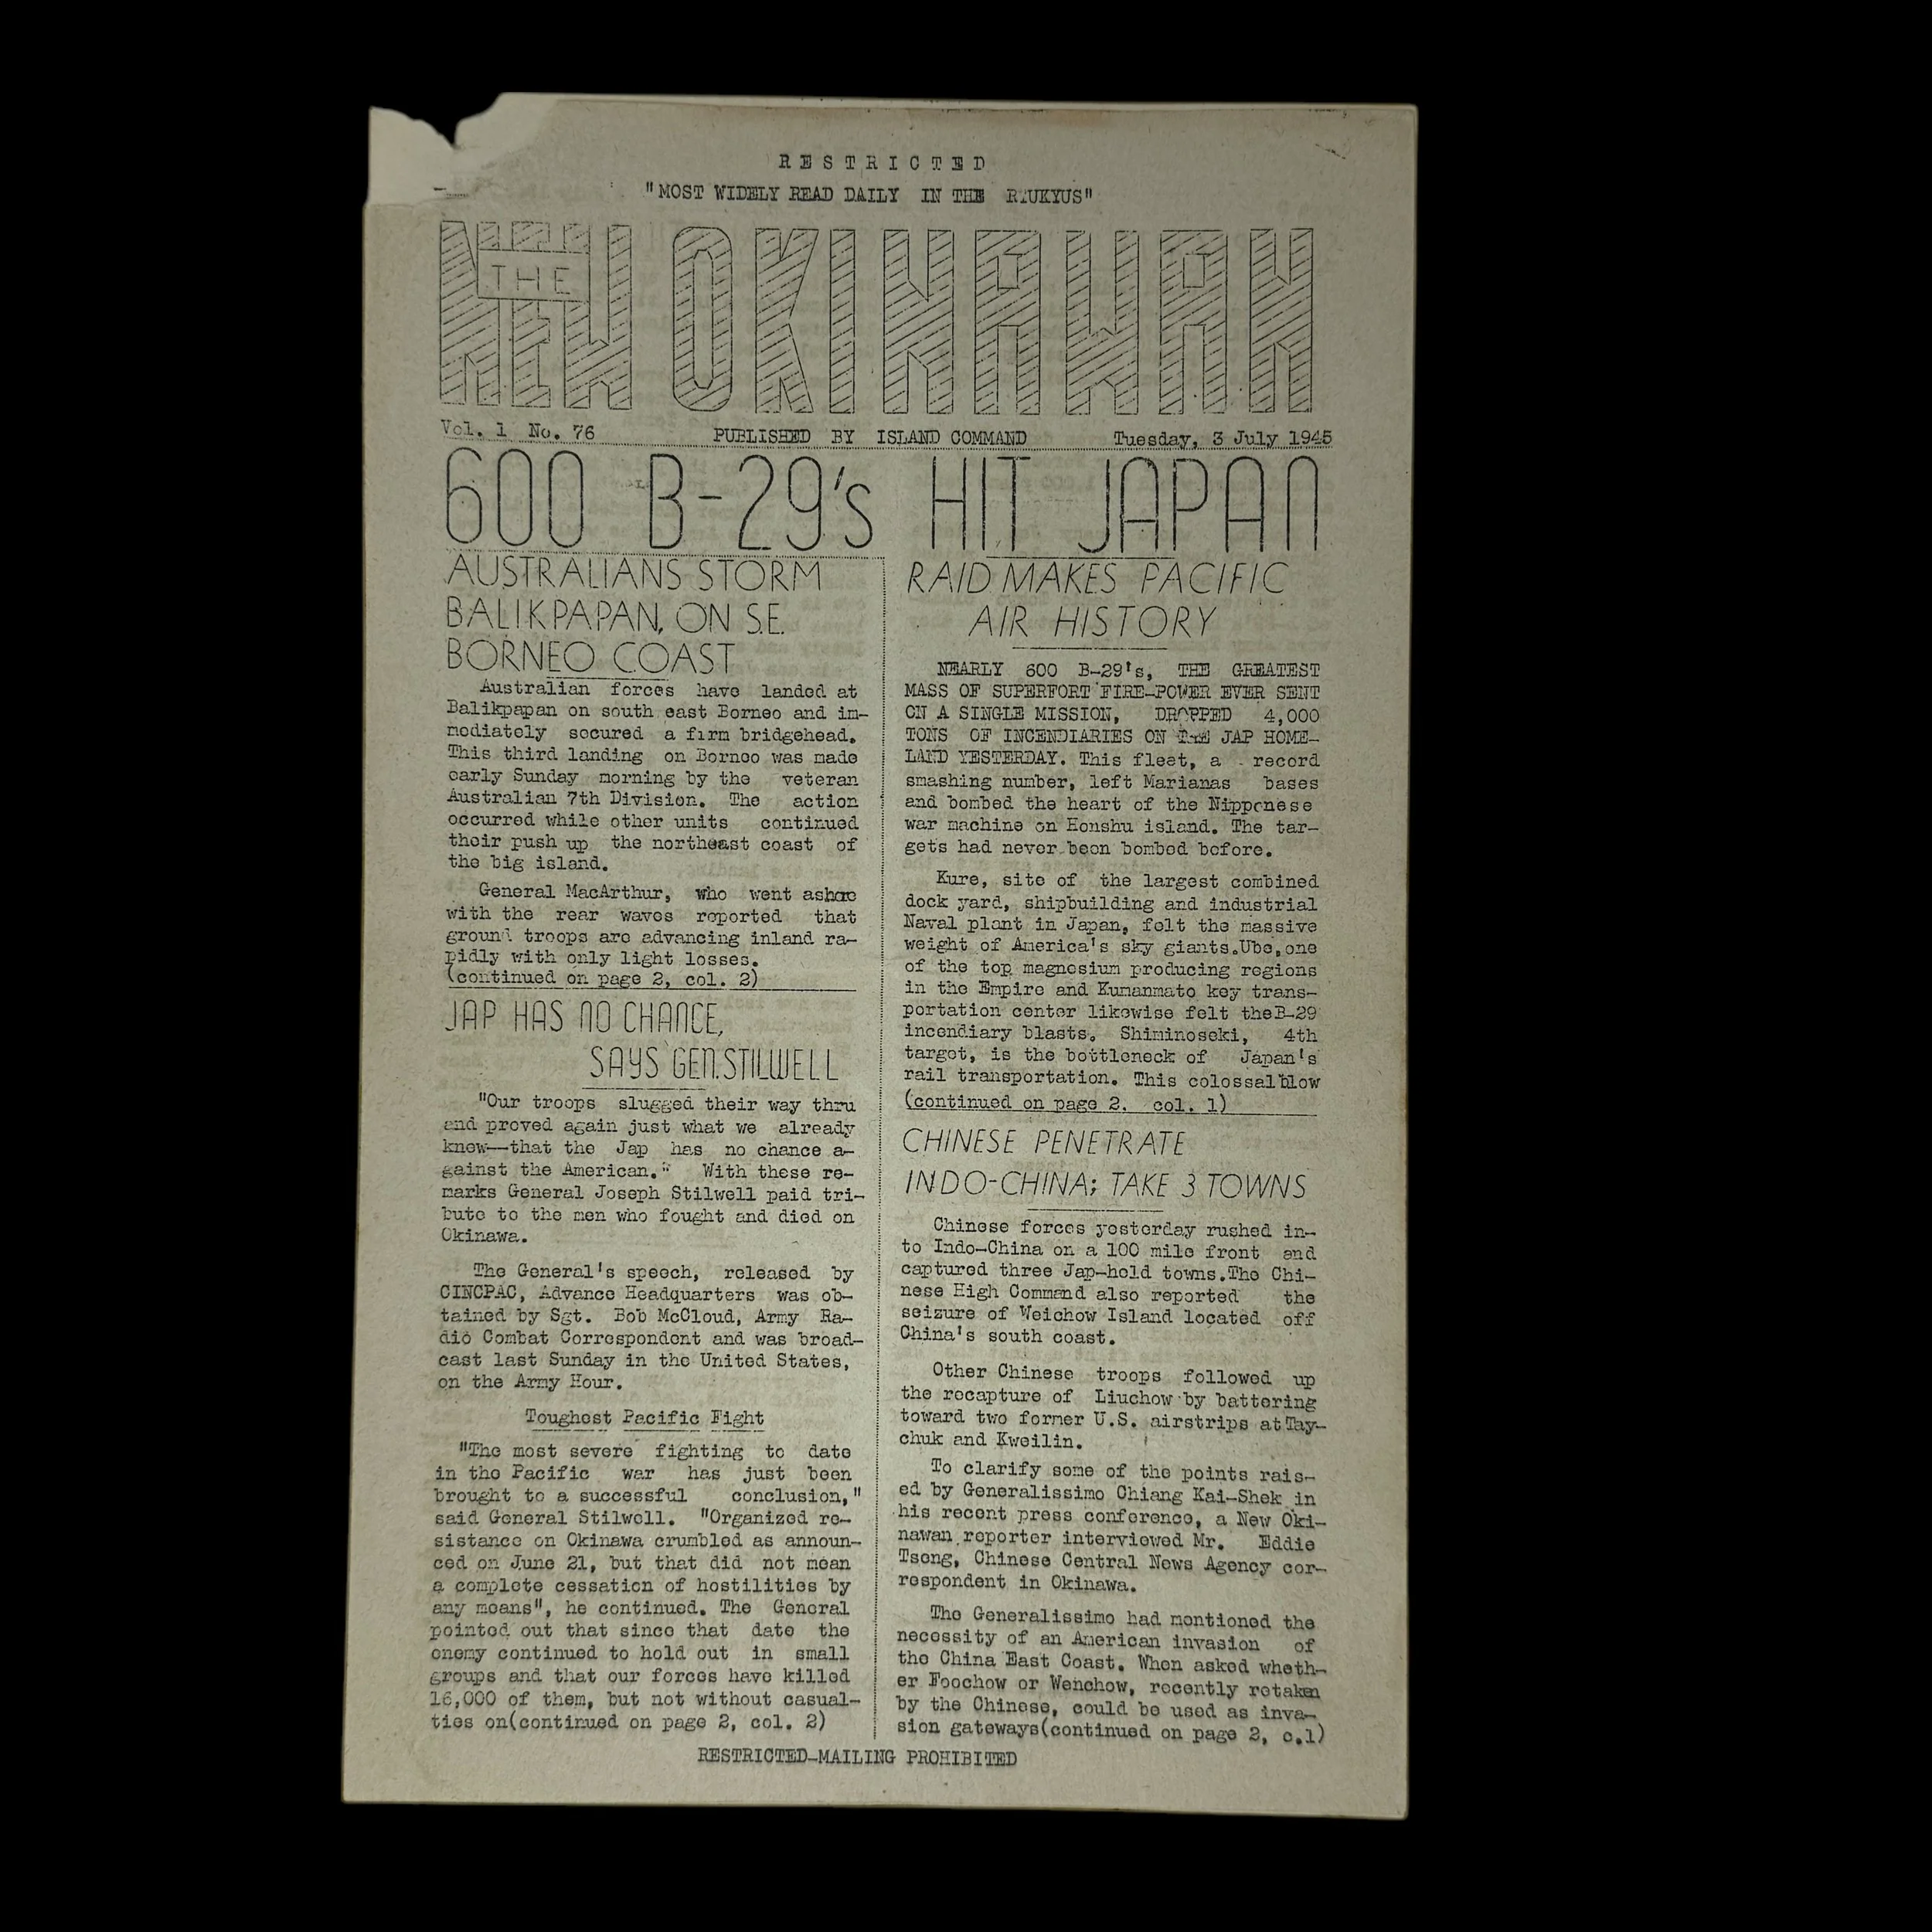 RESTRICTED
"MOST WIDELY READ DAILY IN THE RYUKYUS"
THE
NEW OKINAWAN
Vol. 1 No. 76 PUBLISHED BY ISLAND COMMAND Tuesday, 3 July 1945
600 B-29's HIT JAPAN
AUSTRALIANS STORM
BALIKPAPAN, ON S.E.
BORNEO COAST
Australian forces have landed at
Balikpapan on south east Borneo and im-
mediately secured a firm bridgehead.
This third landing on Borneo was made
early Sunday morning by the veteran
Australian 7th Division. The action
occurred while other units continued
their push up the northeast coast of
the big island.
General MacArthur, who went ashore
with the rear waves reported that
ground troops are advancing inland ra-
pidly with only light losses.
(continued on page 2, col. 2)
JAP HAS NO CHANCE,
SAYS GEN. STILWELL
"Our troops slugged their way thru
and proved again just what we already
knew--that the Jap has no chance a-
gainst the American." With these re-
marks General Joseph Stilwell paid tri-
bute to the men who fought and died on
Okinawa.
The General's speech, released by
CINCPAC, Advance Headquarters was ob-
tained by Sgt. Bob McCloud, Army Ra-
dio Combat Correspondent and was broad-
cast last Sunday in the United States,
on the Army Hour.
Toughest Pacific Fight
"The most severe fighting to date
in the Pacific war has just been
brought to a successful conclusion,"
said General Stilwell. "Organized re-
sistance on Okinawa crumbled as announ-
ced on June 21, but that did not mean
a complete cessation of hostilities by
any means", he continued. The General
pointed out that since that date the
enemy continued to hold out in small
groups and that our forces have killed
16,000 of them, but not without casual-
ties on(continued on page 2, col. 2)
RAID MAKES PACIFIC
AIR HISTORY
NEARLY 600 B-29's, THE GREATEST
MASS OF SUPERFORT FIRE-POWER EVER SENT
ON A SINGLE MISSION, DROPPED 4,000
TONS OF INCENDIARIES ON THE JAP HOME-
LAND YESTERDAY. This fleet, a record
smashing number, left Marianas bases
and bombed the heart of the Nipponese
war machine on Honshu island. The tar-
gets had never been bombed before.
Kure, site of the largest combined
dock yard, shipbuilding and industrial
Naval plant in Japan, felt the massive
weight of America's sky giants.Ube,one
of the top magnesium producing regions
in the Empire and Kumanmato key trans-
portation center likewise felt theB-29
incendiary blasts. Shiminoseki, 4th
target, is the bottleneck of Japan's
rail transportation. This colossalblow
(continued on page 2. col. 1)
CHINESE PENETRATE
INDO-CHINA; TAKE 3 TOWNS
Chinese forces yesterday rushed in-
to Indo-China on a 100 mile front and
captured three Jap-held towns.The Chi-
nese High Command also reported the
seizure of Weichow Island located off
China's south coast.
Other Chinese troops followed up
the recapture of Liuchow by battering
toward two former U.S. airstrips atTay-
chuk and Kweilin.
To clarify some of the points rais-
ed by Generalissimo Chiang Kai-Shek in
his recent press conference, a New Oki-
nawan reporter interviewed Mr. Eddie
Tseng, Chinese Central News Agency cor-
respondent in Okinawa.
The Generalissimo had mentioned the
necessity of an American invasion of
the China East Coast. When asked wheth-
er Foochow or Wenchow, recently retaken
by the Chinese, could be used as inva-
sion gateways(continued on page 2, c.1)
RESTRICTED-MAILING PROHIBITED